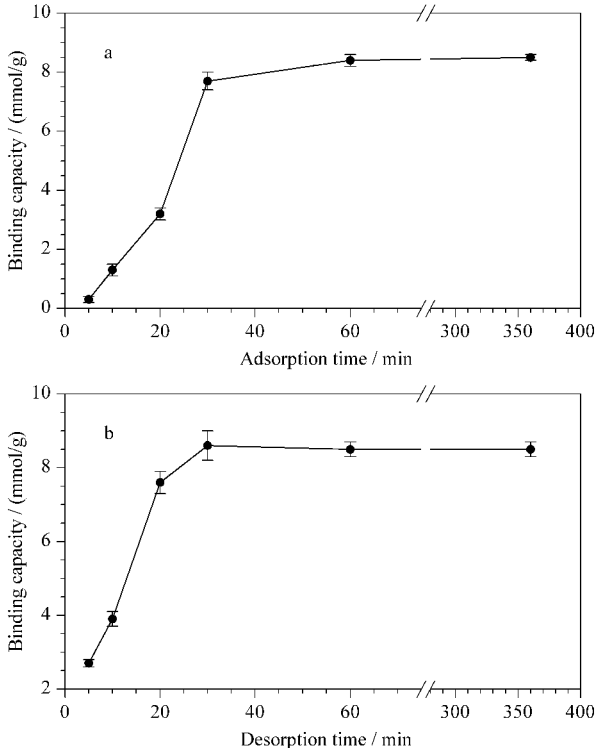 10
a
8
6
4
2
0
0 20 40 60 300 350 400
Adsorption time / min
Binding capacity / (mmol/g)
10
b
8
6
4
2
0 20 40 60 300 350 400
Desorption time / min
Binding capacity / (mmol/g)